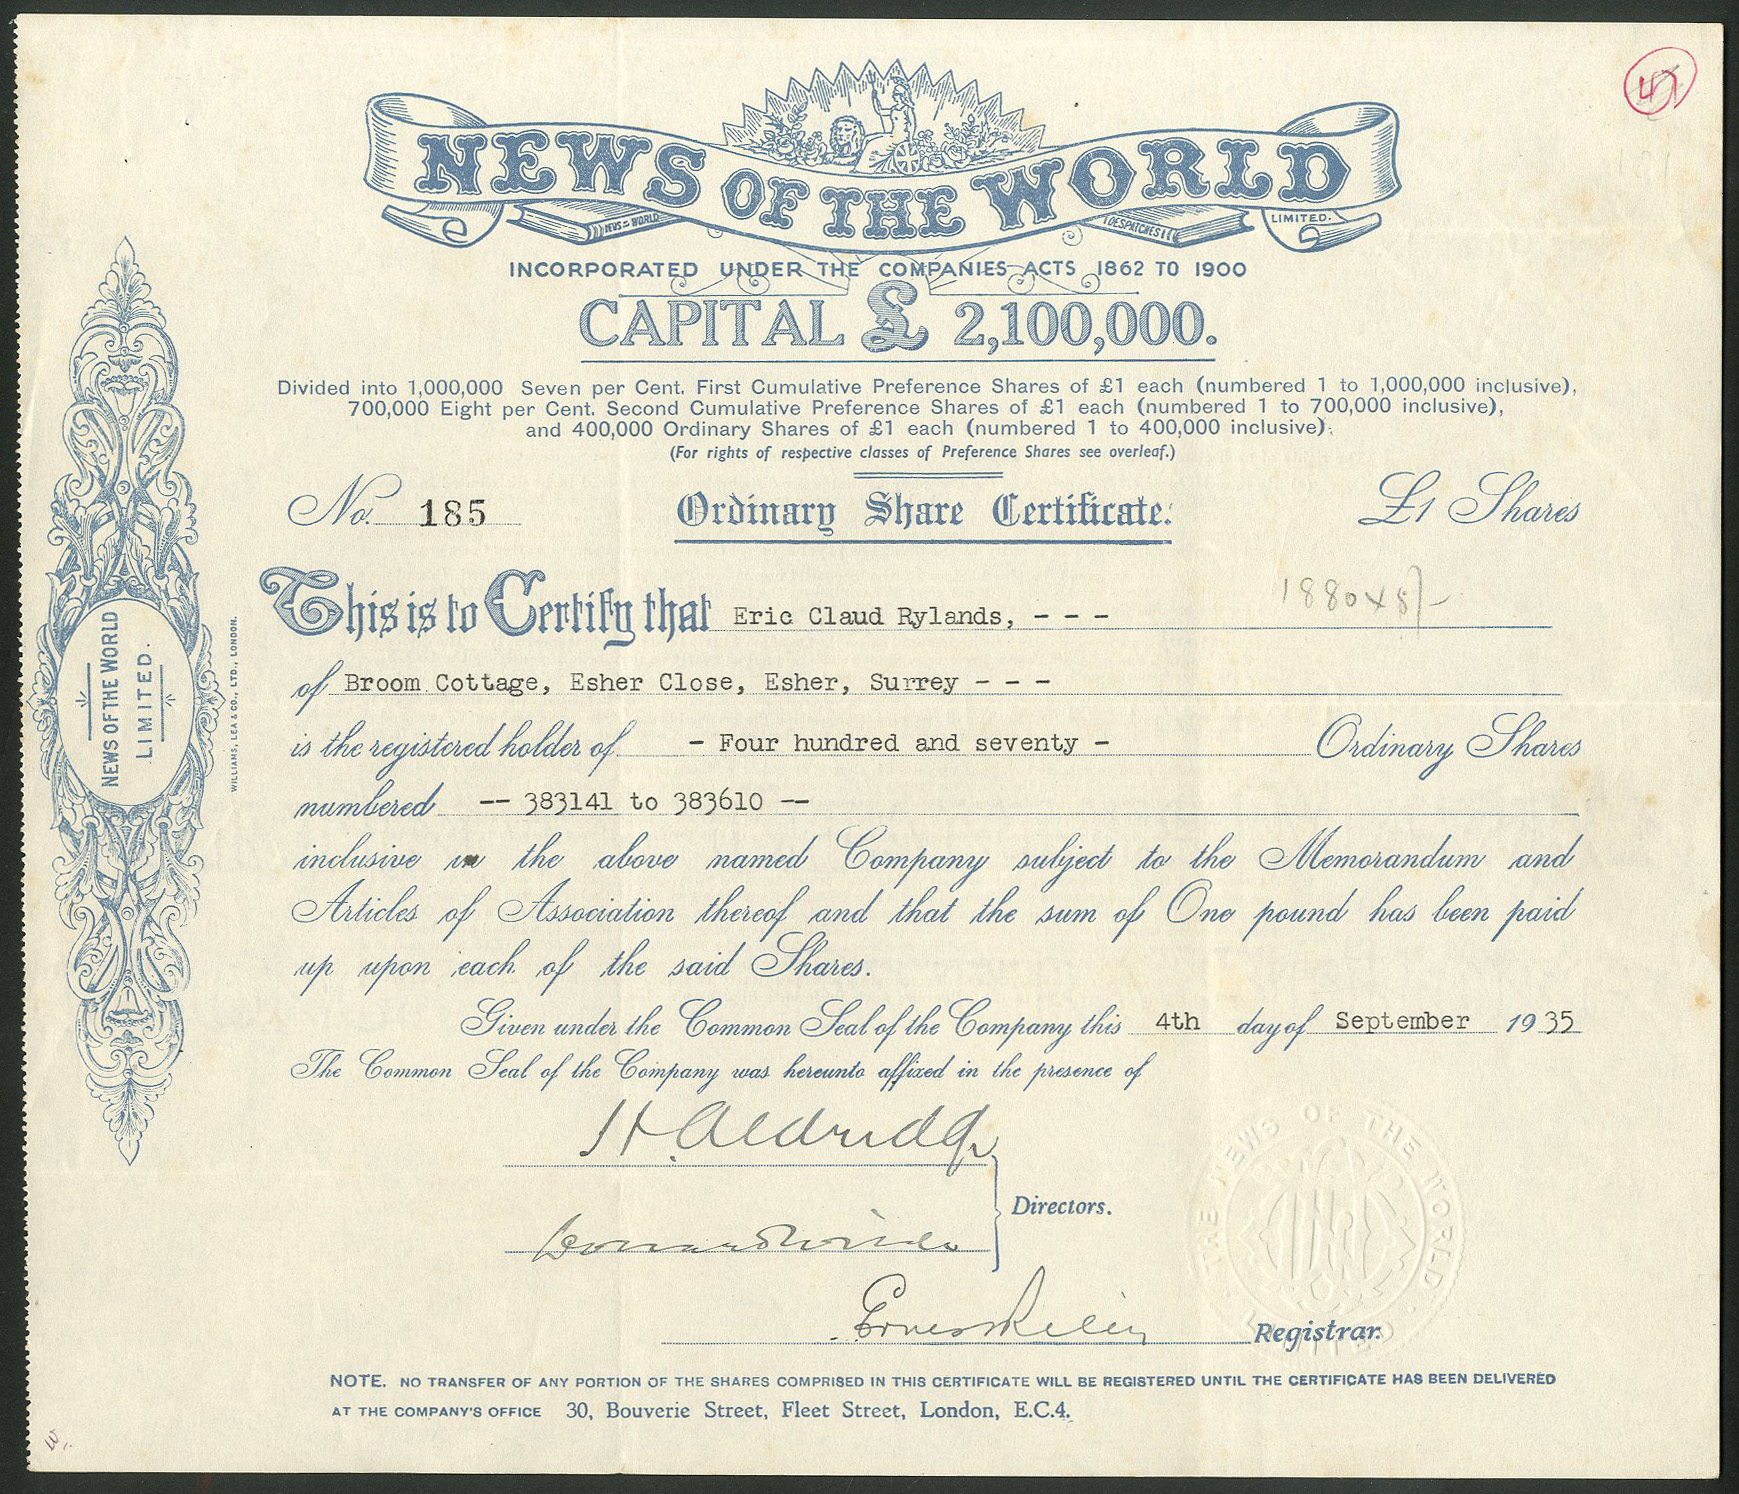 NEWS OF THE WORLD
NEWS OF THE WORLD
DESPATCHES
LIMITED.
INCORPORATED UNDER THE COMPANIES ACTS 1862 TO 1900
CAPITAL £ 2,100,000.
Divided into 1,000,000 Seven per Cent. First Cumulative Preference Shares of £1 each (numbered 1 to 1,000,000 inclusive),
700,000 Eight per Cent. Second Cumulative Preference Shares of £1 each (numbered 1 to 700,000 inclusive),
and 400,000 Ordinary Shares of £1 each (numbered 1 to 400,000 inclusive).
(For rights of respective classes of Preference Shares see overleaf.)
No. 185 Ordinary Share Certificate. £1 Shares
This is to Certify that Eric Claud Rylands, - - -
of Broom Cottage, Esher Close, Esher, Surrey - - -
is the registered holder of - Four hundred and seventy - Ordinary Shares
numbered -- 383141 to 383610 --
inclusive in the above named Company subject to the Memorandum and
Articles of Association thereof and that the sum of One pound has been paid
up upon each of the said Shares.
Given under the Common Seal of the Company this 4th day of September 1935
The Common Seal of the Company was hereunto affixed in the presence of
H. Aldridge
Directors.
Registrar.
THE NEWS OF THE WORLD
NOTE. NO TRANSFER OF ANY PORTION OF THE SHARES COMPRISED IN THIS CERTIFICATE WILL BE REGISTERED UNTIL THE CERTIFICATE HAS BEEN DELIVERED
AT THE COMPANY'S OFFICE 30, Bouverie Street, Fleet Street, London, E.C.4.
NEWS OF THE WORLD
LIMITED.
WILLIAMS, LEA & CO., LTD., LONDON.